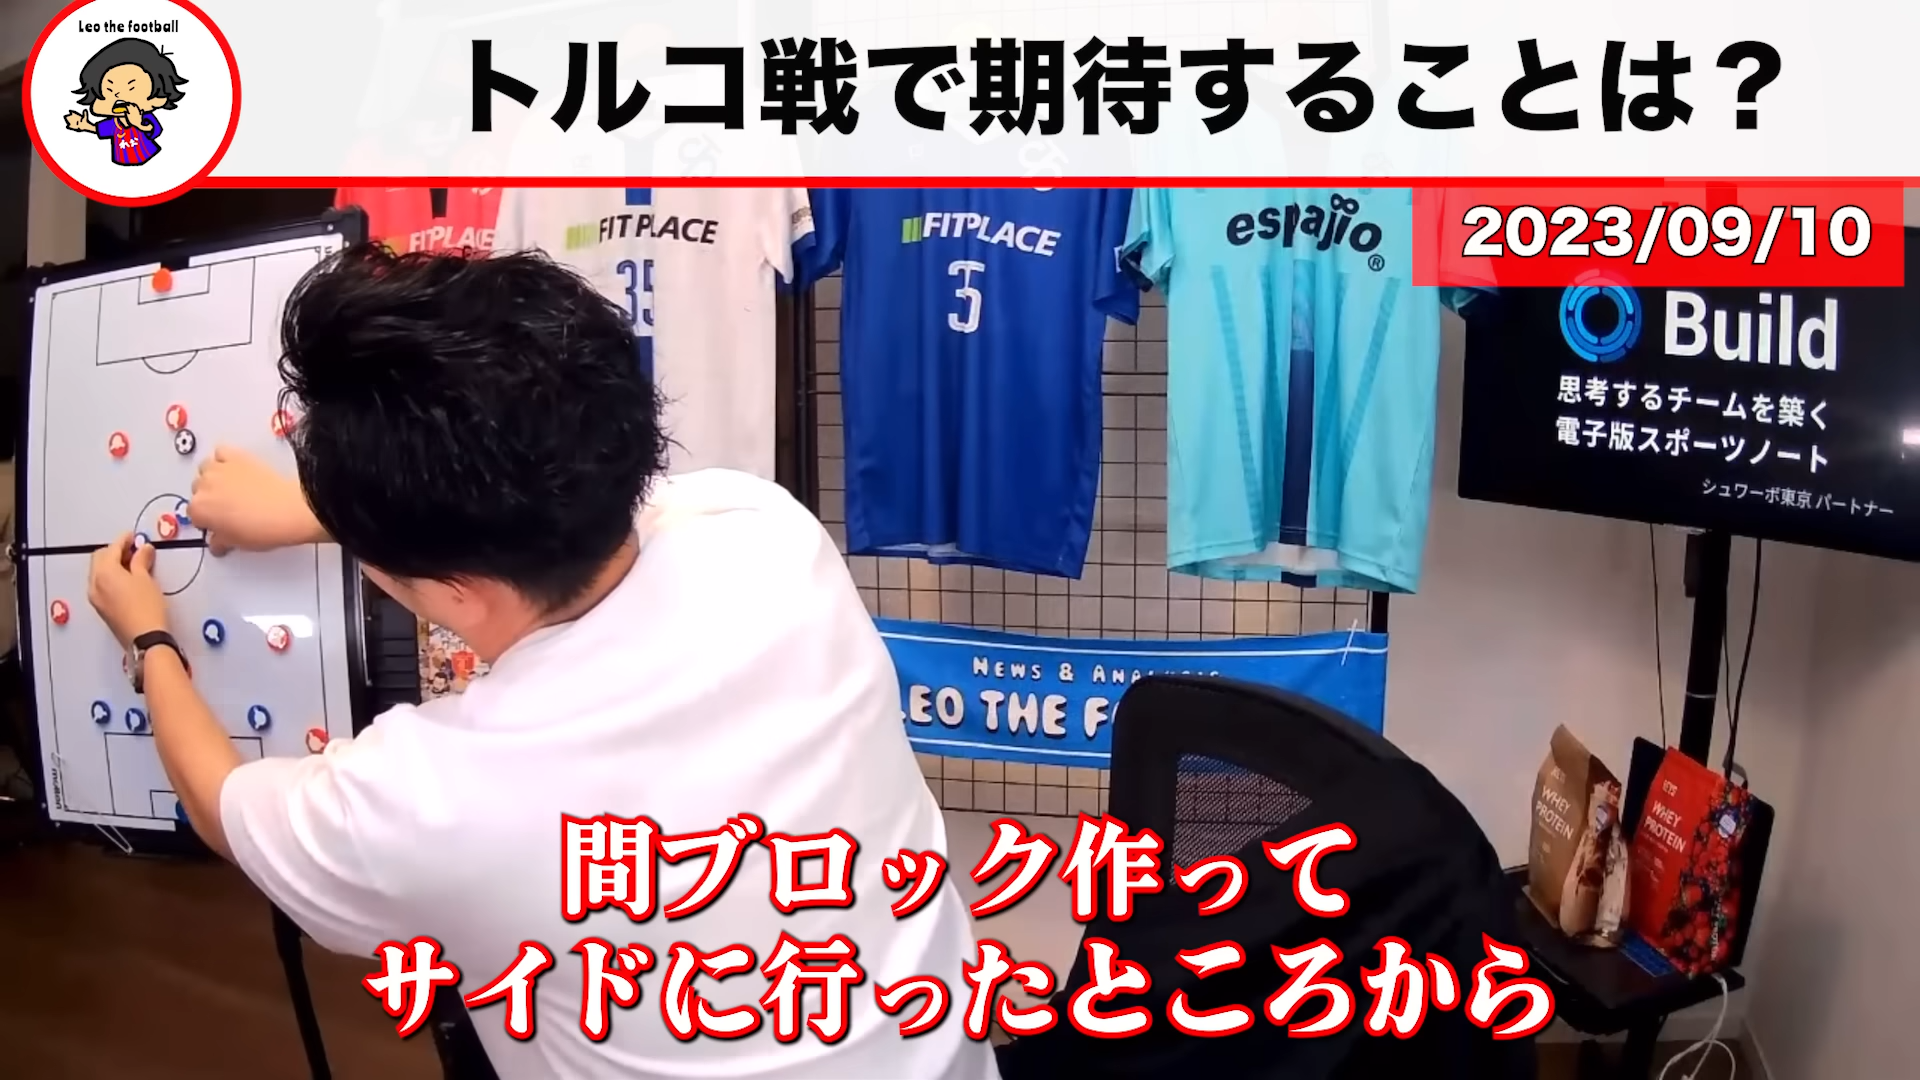 Leo the football
トルコ戦で期待することは？
2023/09/10
FITPLACE
FITPLACE
35
FITPLACE
3
espajio
®
Build
思考するチームを築く
電子版スポーツノート
シュワーボ東京 パートナー
NEWS & ANALYSIS
LEO THE F
WHEY
PROTEIN
WHEY
PROTEIN
間ブロック作って
サイドに行ったところから